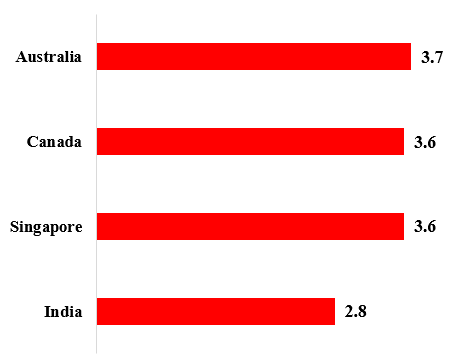 Australia 3.7
Canada 3.6
Singapore 3.6
India 2.8